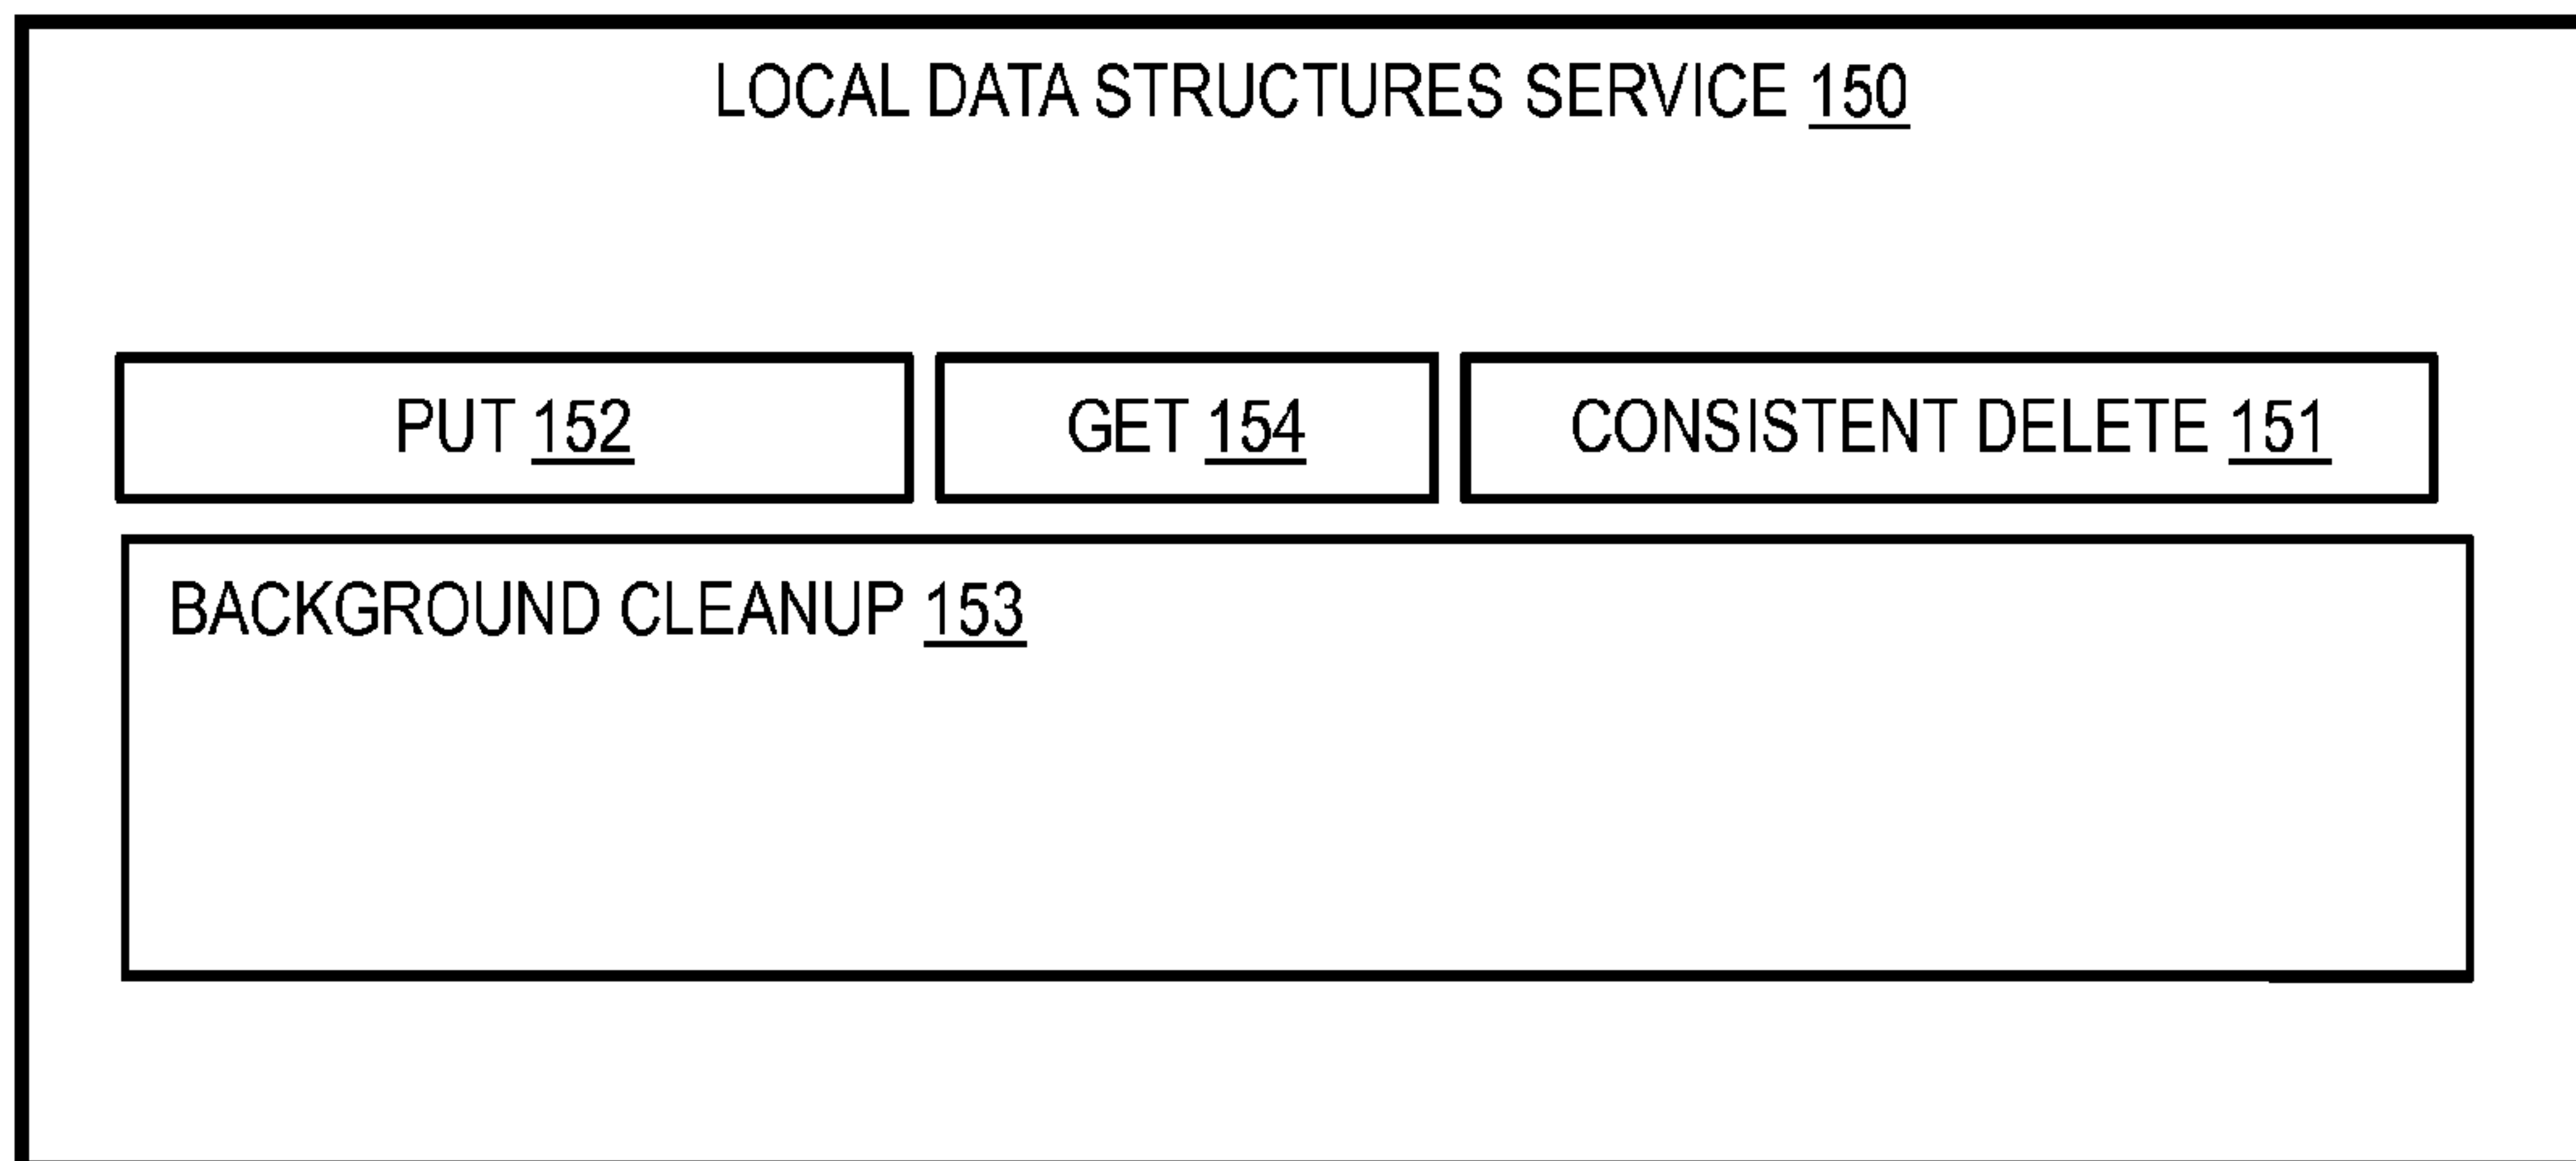 LOCAL DATA STRUCTURES SERVICE 150
PUT 152
GET 154
CONSISTENT DELETE 151
BACKGROUND CLEANUP 153